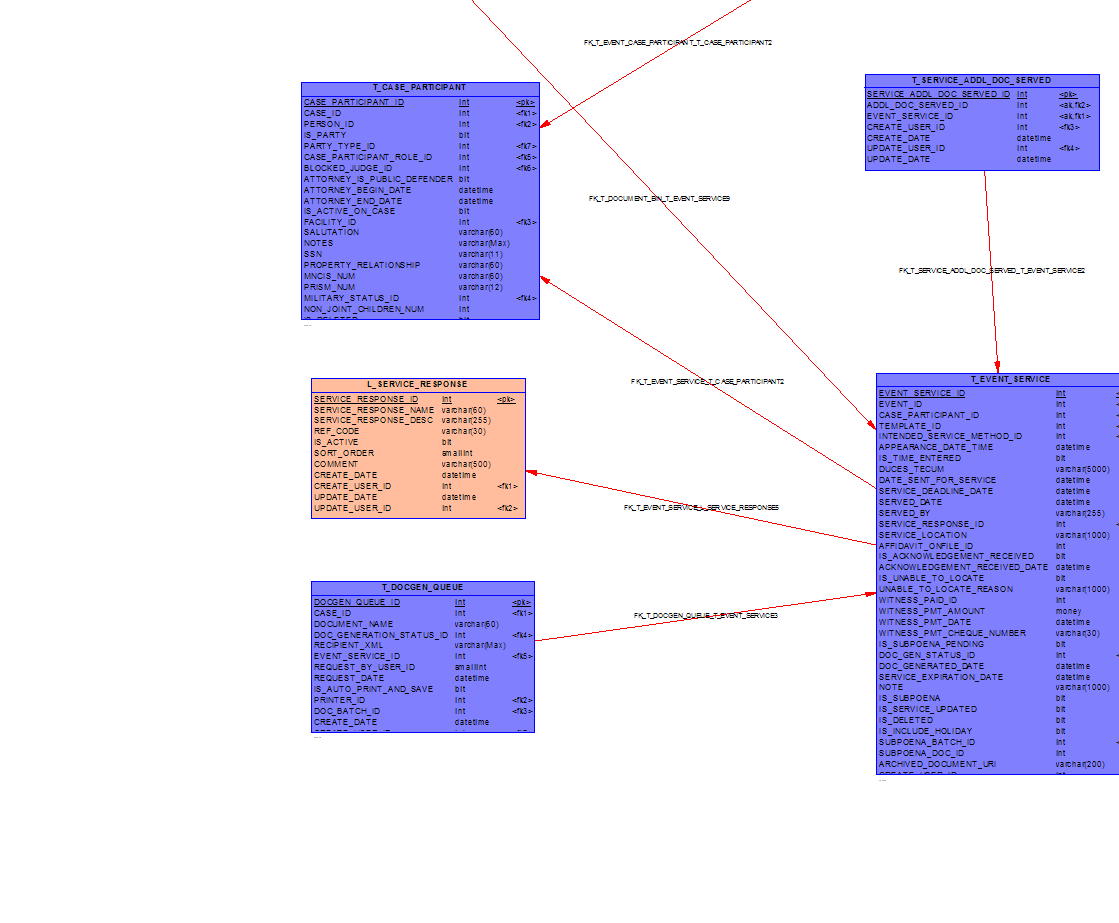 FK_T_EVENT_CASE_PARTICIPANT_T_CASE_PARTICIPANT2
T_CASE_PARTICIPANT
CASE_PARTICIPANT_ID int <pk>
CASE_ID int <fk1>
PERSON_ID int <fk2>
IS_PARTY bit
PARTY_TYPE_ID int <fk7>
CASE_PARTICIPANT_ROLE_ID int <fk5>
BLOCKED_JUDGE_ID int <fk6>
ATTORNEY_IS_PUBLIC_DEFENDER bit
ATTORNEY_BEGIN_DATE datetime
ATTORNEY_END_DATE datetime
IS_ACTIVE_ON_CASE bit
FACILITY_ID int <fk3>
SALUTATION varchar(60)
NOTES varchar(Max)
SSN varchar(11)
PROPERTY_RELATIONSHIP varchar(60)
MNCIS_NUM varchar(60)
PRISM_NUM varchar(12)
MILITARY_STATUS_ID int <fk4>
NON_JOINT_CHILDREN_NUM int
T_SERVICE_ADDL_DOC_SERVED
SERVICE_ADDL_DOC_SERVED_ID int <pk>
ADDL_DOC_SERVED_ID int <ak,fk2>
EVENT_SERVICE_ID int <ak,fk1>
CREATE_USER_ID int <fk3>
CREATE_DATE datetime
UPDATE_USER_ID int <fk4>
UPDATE_DATE datetime
FK_T_DOCUMENT_BIN_T_EVENT_SERVICE9
FK_T_SERVICE_ADDL_DOC_SERVED_T_EVENT_SERVICE2
FK_T_EVENT_SERVICE_T_CASE_PARTICIPANT2
L_SERVICE_RESPONSE
SERVICE_RESPONSE_ID int <pk>
SERVICE_RESPONSE_NAME varchar(60)
SERVICE_RESPONSE_DESC varchar(255)
REF_CODE varchar(30)
IS_ACTIVE bit
SORT_ORDER smallint
COMMENT varchar(500)
CREATE_DATE datetime
CREATE_USER_ID int <fk1>
UPDATE_DATE datetime
UPDATE_USER_ID int <fk2>
FK_T_EVENT_SERVICE_L_SERVICE_RESPONSE5
T_EVENT_SERVICE
EVENT_SERVICE_ID int
EVENT_ID int
CASE_PARTICIPANT_ID int
TEMPLATE_ID int
INTENDED_SERVICE_METHOD_ID int
APPEARANCE_DATE_TIME datetime
IS_TIME_ENTERED bit
DUCES_TECUM varchar(5000)
DATE_SENT_FOR_SERVICE datetime
SERVICE_DEADLINE_DATE datetime
SERVED_DATE datetime
SERVED_BY varchar(255)
SERVICE_RESPONSE_ID int
SERVICE_LOCATION varchar(1000)
AFFIDAVIT_ONFILE_ID int
IS_ACKNOWLEDGEMENT_RECEIVED bit
ACKNOWLEDGEMENT_RECEIVED_DATE datetime
IS_UNABLE_TO_LOCATE bit
UNABLE_TO_LOCATE_REASON varchar(1000)
WITNESS_PAID_ID int
WITNESS_PMT_AMOUNT money
WITNESS_PMT_DATE datetime
WITNESS_PMT_CHEQUE_NUMBER varchar(30)
IS_SUBPOENA_PENDING bit
DOC_GEN_STATUS_ID int
DOC_GENERATED_DATE datetime
SERVICE_EXPIRATION_DATE datetime
NOTE varchar(1000)
IS_SUBPOENA bit
IS_SERVICE_UPDATED bit
IS_DELETED bit
IS_INCLUDE_HOLIDAY bit
SUBPOENA_BATCH_ID int
SUBPOENA_DOC_ID int
ARCHIVED_DOCUMENT_URI varchar(200)
T_DOCGEN_QUEUE
DOCGEN_QUEUE_ID int <pk>
CASE_ID int <fk1>
DOCUMENT_NAME varchar(60)
DOC_GENERATION_STATUS_ID int <fk4>
RECIPIENT_XML varchar(Max)
EVENT_SERVICE_ID int <fk5>
REQUEST_BY_USER_ID smallint
REQUEST_DATE datetime
IS_AUTO_PRINT_AND_SAVE bit
PRINTER_ID int <fk2>
DOC_BATCH_ID int <fk3>
CREATE_DATE datetime
FK_T_DOCGEN_QUEUE_T_EVENT_SERVICE3